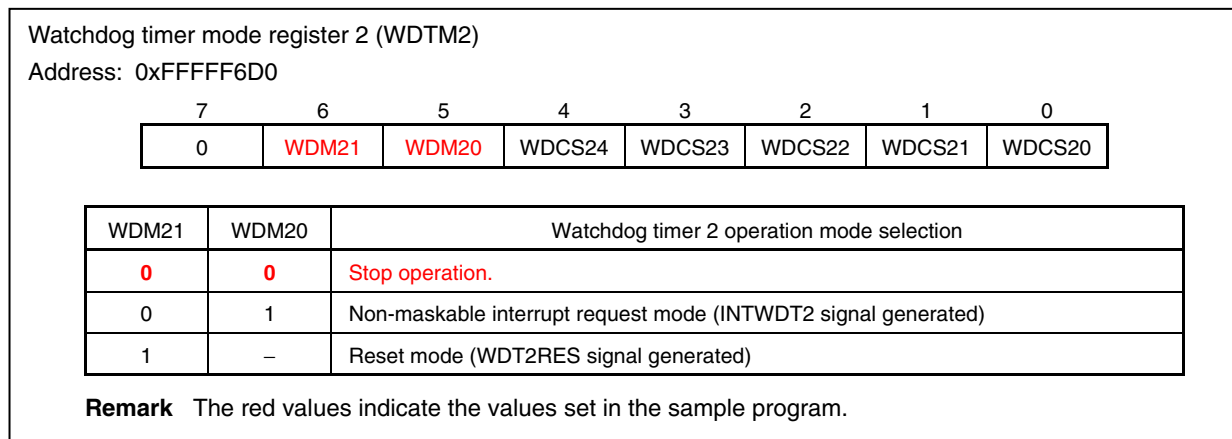 Watchdog timer mode register 2 (WDTM2)
Address: 0xFFFFF6D0
7 6 5 4 3 2 1 0
0 WDM21 WDM20 WDCS24 WDCS23 WDCS22 WDCS21 WDCS20
WDM21 WDM20 Watchdog timer 2 operation mode selection
0 0 Stop operation.
0 1 Non-maskable interrupt request mode (INTWDT2 signal generated)
1 − Reset mode (WDT2RES signal generated)
Remark The red values indicate the values set in the sample program.